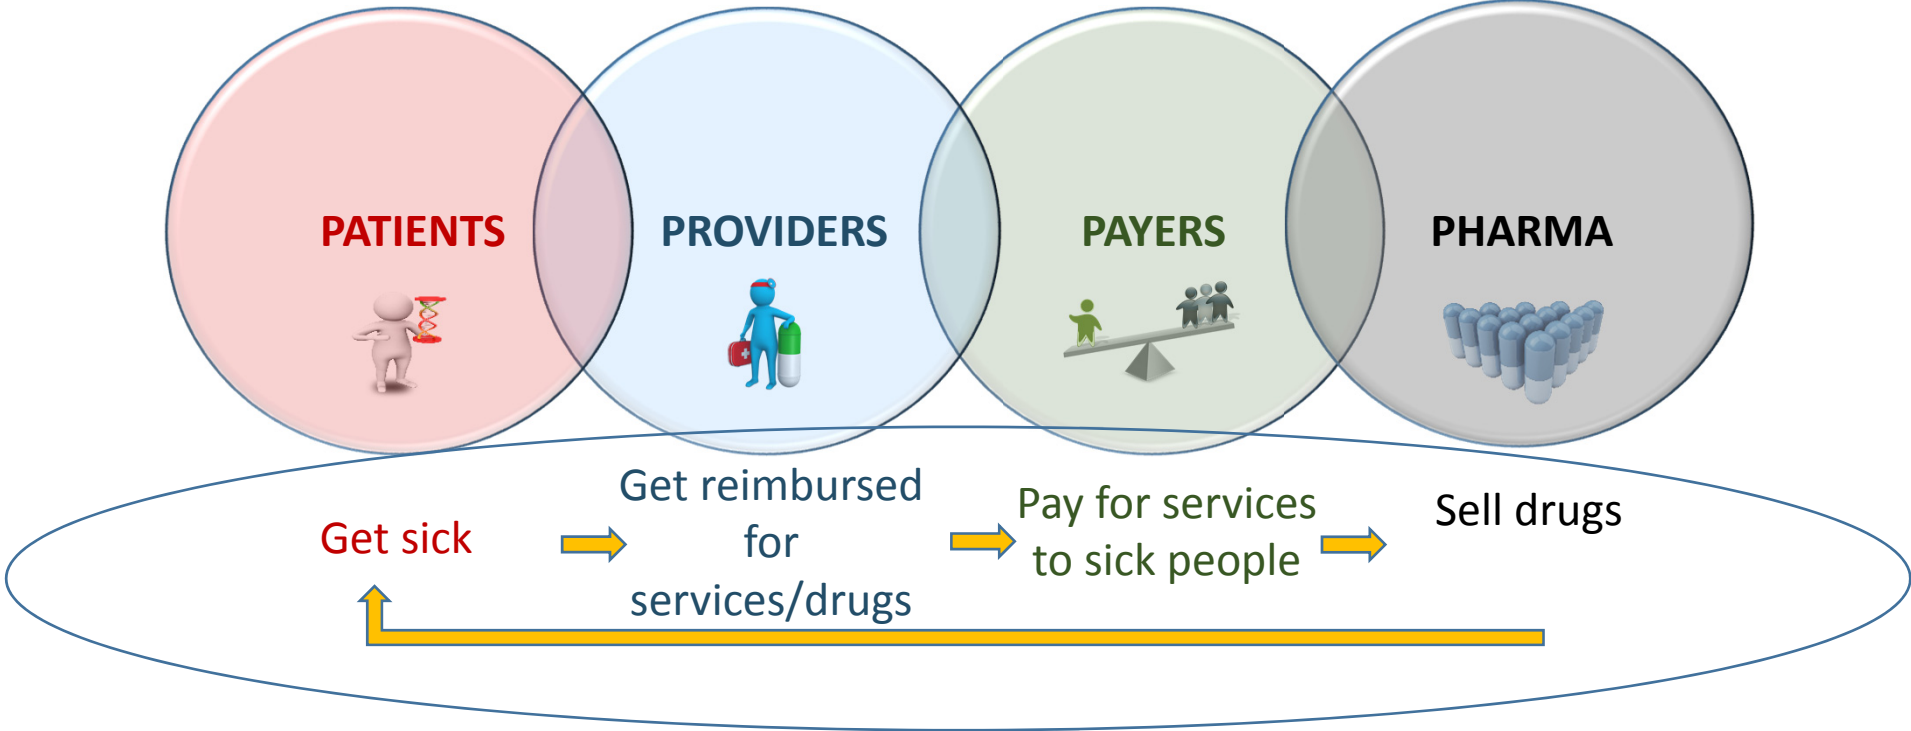 PATIENTS
PROVIDERS
PAYERS
PHARMA
Get sick
Get reimbursed
for
services/drugs
Pay for services
to sick people
Sell drugs